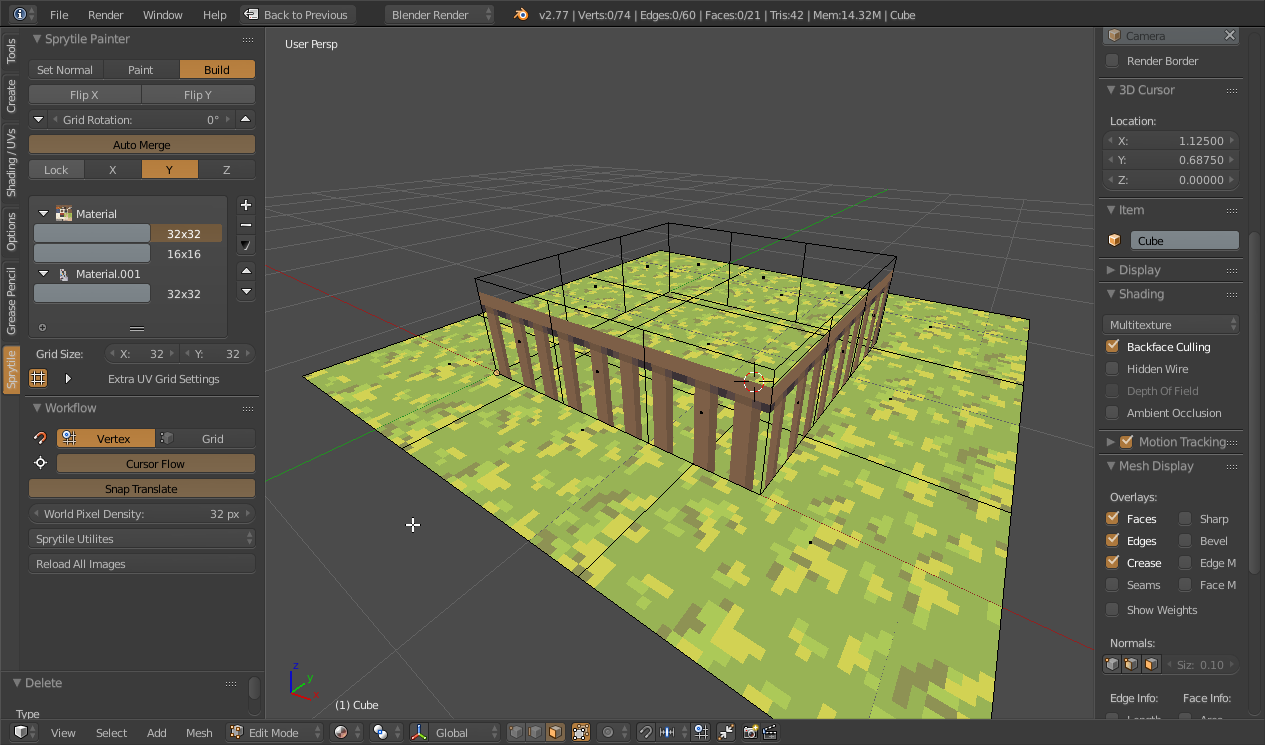 File Render Window Help Back to Previous Blender Render v2.77 | Verts:0/74 | Edges:0/60 | Faces:0/21 | Tris:42 | Mem:14.32M | Cube
Tools
Create
Shading / UVs
Options
Grease Pencil
Sprytile
Sprytile Painter
Set Normal Paint Build
Flip X Flip Y
Grid Rotation: 0°
Auto Merge
Lock X Y Z
Material
32x32
16x16
Material.001
32x32
Grid Size: X: 32 Y: 32
Extra UV Grid Settings
Workflow
Vertex Grid
Cursor Flow
Snap Translate
World Pixel Density: 32 px
Sprytile Utilites
Reload All Images
Delete
Type
User Persp
z
y
x
(1) Cube
Camera
Render Border
3D Cursor
Location:
X: 1.12500
Y: 0.68750
Z: 0.00000
Item
Cube
Display
Shading
Multitexture
Backface Culling
Hidden Wire
Depth Of Field
Ambient Occlusion
Motion Tracking
Mesh Display
Overlays:
Faces Sharp
Edges Bevel
Crease Edge M
Seams Face M
Show Weights
Normals:
Siz: 0.10
Edge Info: Face Info:
View Select Add Mesh Edit Mode Global